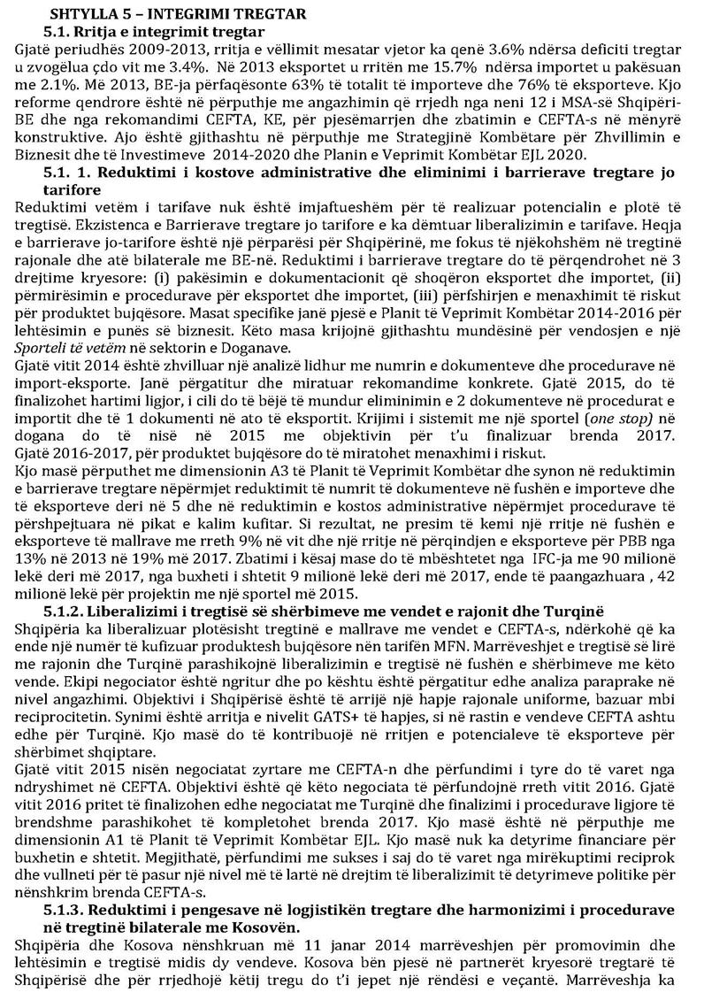 SHTYLLA 5 – INTEGRIMI TREGTAR
5.1. Rritja e integrimit tregtar
Gjatë periudhës 2009-2013, rritja e vëllimit mesatar vjetor ka qenë 3.6% ndërsa deficiti tregtar
u zvogëlua çdo vit me 3.4%. Në 2013 eksportet u rritën me 15.7% ndërsa importet u pakësuan
me 2.1%. Më 2013, BE-ja përfaqësonte 63% të totalit të importeve dhe 76% të eksporteve. Kjo
reforme qendrore është në përputhje me angazhimin që rrjedh nga neni 12 i MSA-së Shqipëri-
BE dhe nga rekomandimi CEFTA, KE, për pjesëmarrjen dhe zbatimin e CEFTA-s në mënyrë
konstruktive. Ajo është gjithashtu në përputhje me Strategjinë Kombëtare për Zhvillimin e
Biznesit dhe të Investimeve 2014-2020 dhe Planin e Veprimit Kombëtar EJL 2020.
5.1. 1. Reduktimi i kostove administrative dhe eliminimi i barrierave tregtare jo
tarifore
Reduktimi vetëm i tarifave nuk është imjaftueshëm për të realizuar potencialin e plotë të
tregtisë. Ekzistenca e Barrierave tregtare jo tarifore e ka dëmtuar liberalizimin e tarifave. Heqja
e barrierave jo-tarifore është një përparësi për Shqipërinë, me fokus të njëkohshëm në tregtinë
rajonale dhe atë bilaterale me BE-në. Reduktimi i barrierave tregtare do të përqendrohet në 3
drejtime kryesore: (i) pakësimin e dokumentacionit që shoqëron eksportet dhe importet, (ii)
përmirësimin e procedurave për eksportet dhe importet, (iii) përfshirjen e menaxhimit të riskut
për produktet bujqësore. Masat specifike janë pjesë e Planit të Veprimit Kombëtar 2014-2016 për
lehtësimin e punës së biznesit. Këto masa krijojnë gjithashtu mundësinë për vendosjen e një
Sporteli të vetëm në sektorin e Doganave.
Gjatë vitit 2014 është zhvilluar një analizë lidhur me numrin e dokumenteve dhe procedurave në
import-eksporte. Janë përgatitur dhe miratuar rekomandime konkrete. Gjatë 2015, do të
finalizohet hartimi ligjor, i cili do të bëjë të mundur eliminimin e 2 dokumenteve në procedurat e
importit dhe të 1 dokumenti në ato të eksportit. Krijimi i sistemit me një sportel (one stop) në
dogana do të nisë në 2015 me objektivin për t’u finalizuar brenda 2017.
Gjatë 2016-2017, për produktet bujqësore do të miratohet menaxhimi i riskut.
Kjo masë përputhet me dimensionin A3 të Planit të Veprimit Kombëtar dhe synon në reduktimin
e barrierave tregtare nëpërmjet reduktimit të numrit të dokumenteve në fushën e importeve dhe
të eksporteve deri në 5 dhe në reduktimin e kostos administrative nëpërmjet procedurave të
përshpejtuara në pikat e kalim kufitar. Si rezultat, ne presim të kemi një rritje në fushën e
eksporteve të mallrave me rreth 9% në vit dhe një rritje në përqindjen e eksporteve për PBB nga
13% në 2013 në 19% më 2017. Zbatimi i kësaj mase do të mbështetet nga IFC-ja me 90 milionë
lekë deri më 2017, nga buxheti i shtetit 9 milionë lekë deri më 2017, ende të paangazhuara , 42
milionë lekë për projektin me një sportel më 2015.
5.1.2. Liberalizimi i tregtisë së shërbimeve me vendet e rajonit dhe Turqinë
Shqipëria ka liberalizuar plotësisht tregtinë e mallrave me vendet e CEFTA-s, ndërkohë që ka
ende një numër të kufizuar produktesh bujqësore nën tarifën MFN. Marrëveshjet e tregtisë së lirë
me rajonin dhe Turqinë parashikojnë liberalizimin e tregtisë në fushën e shërbimeve me këto
vende. Ekipi negociator është ngritur dhe po kështu është përgatitur edhe analiza paraprake në
nivel angazhimi. Objektivi i Shqipërisë është të arrijë një hapje rajonale uniforme, bazuar mbi
reciprocitetin. Synimi është arritja e nivelit GATS+ të hapjes, si në rastin e vendeve CEFTA ashtu
edhe për Turqinë. Kjo masë do të kontribuojë në rritjen e potencialeve të eksporteve për
shërbimet shqiptare.
Gjatë vitit 2015 nisën negociatat zyrtare me CEFTA-n dhe përfundimi i tyre do të varet nga
ndryshimet në CEFTA. Objektivi është që këto negociata të përfundojnë rreth vitit 2016. Gjatë
vitit 2016 pritet të finalizohen edhe negociatat me Turqinë dhe finalizimi i procedurave ligjore të
brendshme parashikohet të kompletohet brenda 2017. Kjo masë është në përputhje me
dimensionin A1 të Planit të Veprimit Kombëtar EJL. Kjo masë nuk ka detyrime financiare për
buxhetin e shtetit. Megjithatë, përfundimi me sukses i saj do të varet nga mirëkuptimi reciprok
dhe vullneti për të pasur një nivel më të lartë në drejtim të liberalizimit të detyrimeve politike për
nënshkrim brenda CEFTA-s.
5.1.3. Reduktimi i pengesave në logjistikën tregtare dhe harmonizimi i procedurave
në tregtinë bilaterale me Kosovën.
Shqipëria dhe Kosova nënshkruan më 11 janar 2014 marrëveshjen për promovimin dhe
lehtësimin e tregtisë midis dy vendeve. Kosova bën pjesë në partnerët kryesorë tregtarë të
Shqipërisë dhe për rrjedhojë këtij tregu do t’i jepet një rëndësi e veçantë. Marrëveshja ka